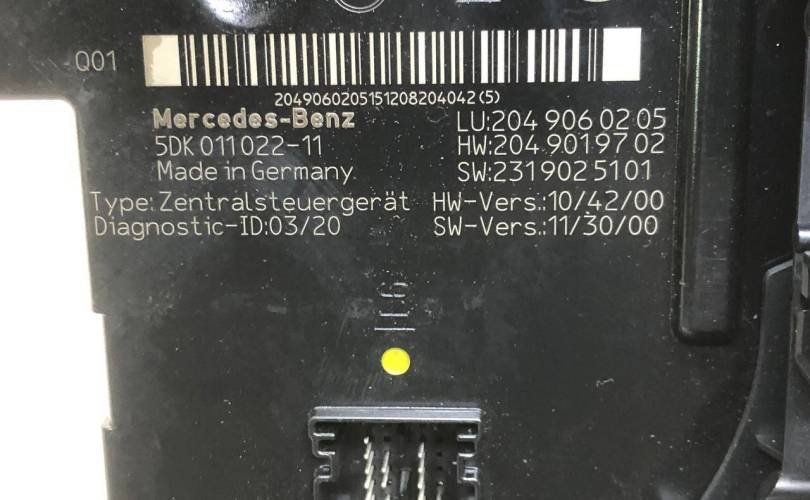 Q01
2049060205151208204042(5)
Mercedes-Benz LU:204 906 02 05
5DK 011 022-11 HW:204 901 97 02
Made in Germany SW:231 902 51 01
Type: Zentralsteuergerät HW-Vers.:10/42/00
Diagnostic-ID:03/20 SW-Vers.:11/30/00